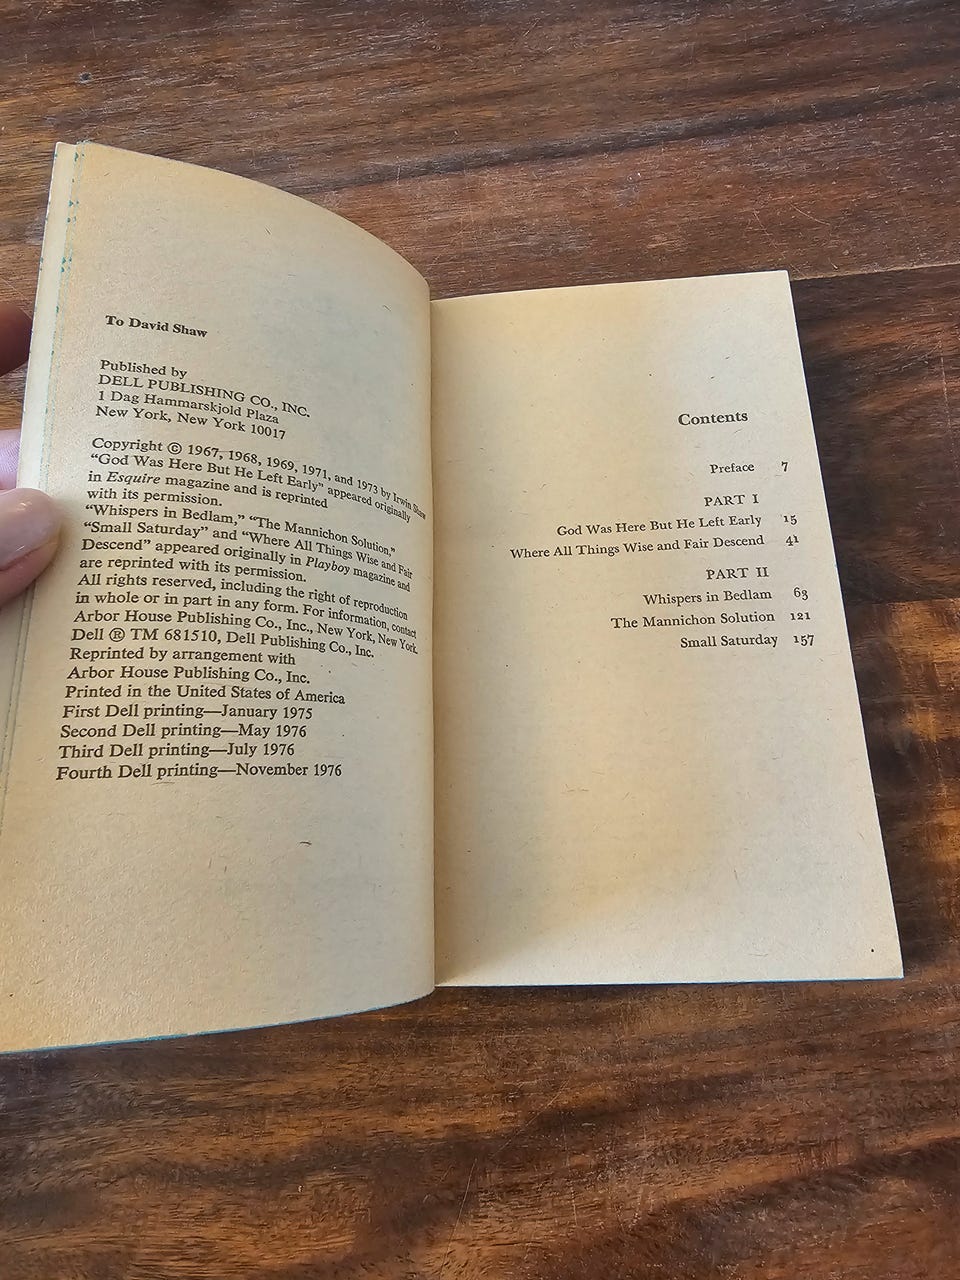 To David Shaw
Published by
DELL PUBLISHING CO., INC.
1 Dag Hammarskjold Plaza
New York, New York 10017
Copyright © 1967, 1968, 1969, 1971, and 1973 by Irwin Shaw
"God Was Here But He Left Early" appeared originally
in Esquire magazine and is reprinted
with its permission.
"Whispers in Bedlam," "The Mannichon Solution,"
"Small Saturday" and "Where All Things Wise and Fair
Descend" appeared originally in Playboy magazine and
are reprinted with its permission.
All rights reserved, including the right of reproduction
in whole or in part in any form. For information, contact
Arbor House Publishing Co., Inc., New York, New York.
Dell ® TM 681510, Dell Publishing Co., Inc.
Reprinted by arrangement with
Arbor House Publishing Co., Inc.
Printed in the United States of America
First Dell printing—January 1975
Second Dell printing—May 1976
Third Dell printing—July 1976
Fourth Dell printing—November 1976
Contents
Preface 7
PART I
God Was Here But He Left Early 15
Where All Things Wise and Fair Descend 41
PART II
Whispers in Bedlam 63
The Mannichon Solution 121
Small Saturday 157